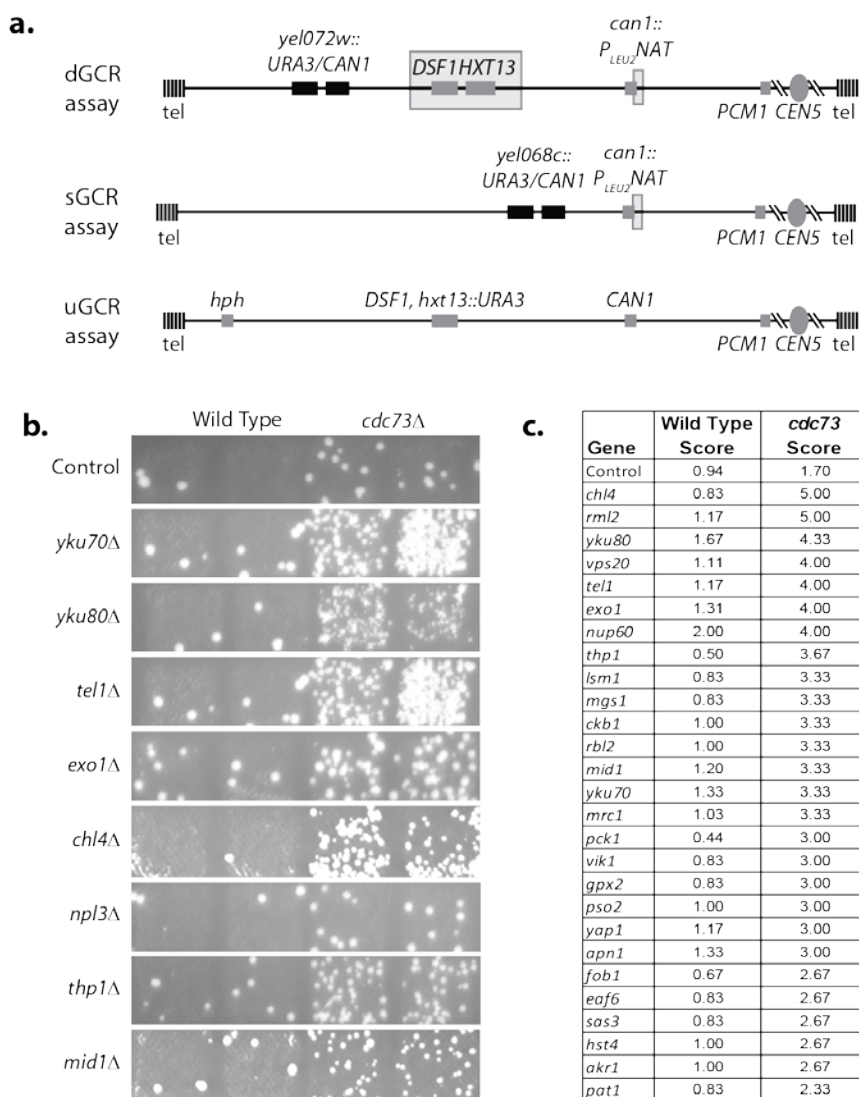 a.
dGCR assay
tel
yel072w::
URA3/CAN1
DSF1HXT13
can1::
P_LEU2 NAT
PCM1 CEN5
tel
sGCR assay
tel
yel068c::
URA3/CAN1
can1::
P_LEU2 NAT
PCM1 CEN5
tel
uGCR assay
tel
hph
DSF1, hxt13::URA3
CAN1
PCM1 CEN5
tel
b.
Wild Type cdc73Δ
Control
yku70Δ
yku80Δ
tel1Δ
exo1Δ
chl4Δ
npl3Δ
thp1Δ
mid1Δ
c.
Gene Wild Type Score cdc73 Score
Control 0.94 1.70
chl4 0.83 5.00
rml2 1.17 5.00
yku80 1.67 4.33
vps20 1.11 4.00
tel1 1.17 4.00
exo1 1.31 4.00
nup60 2.00 4.00
thp1 0.50 3.67
lsm1 0.83 3.33
mgs1 0.83 3.33
ckb1 1.00 3.33
rbl2 1.00 3.33
mid1 1.20 3.33
yku70 1.33 3.33
mrc1 1.03 3.33
pck1 0.44 3.00
vik1 0.83 3.00
gpx2 0.83 3.00
pso2 1.00 3.00
yap1 1.17 3.00
apn1 1.33 3.00
fob1 0.67 2.67
eaf6 0.83 2.67
sas3 0.83 2.67
hst4 1.00 2.67
akr1 1.00 2.67
pat1 0.83 2.33